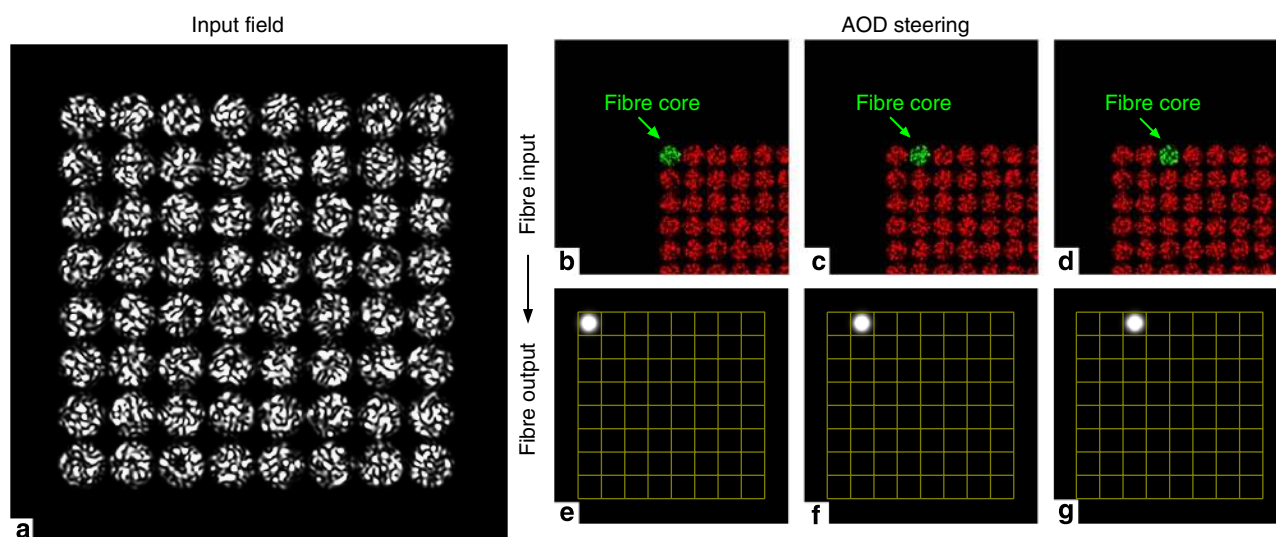 Input field
AOD steering
Fibre core
Fibre core
Fibre core
Fibre input
Fibre output
a
b
c
d
e
f
g